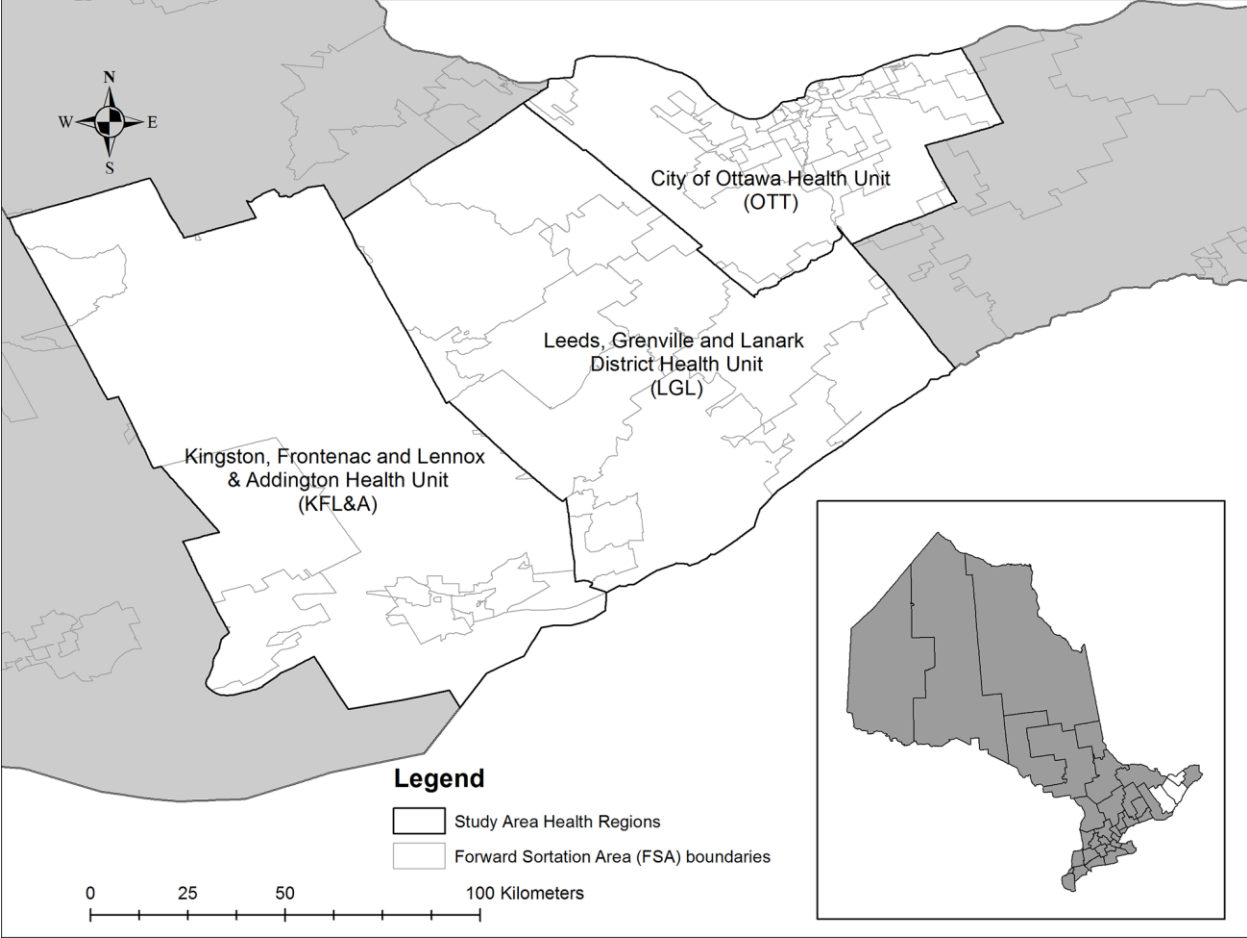 N
W E
S
City of Ottawa Health Unit
(OTT)
Leeds, Grenville and Lanark
District Health Unit
(LGL)
Kingston, Frontenac and Lennox
& Addington Health Unit
(KFL&A)
Legend
Study Area Health Regions
Forward Sortation Area (FSA) boundaries
0 25 50 100 Kilometers